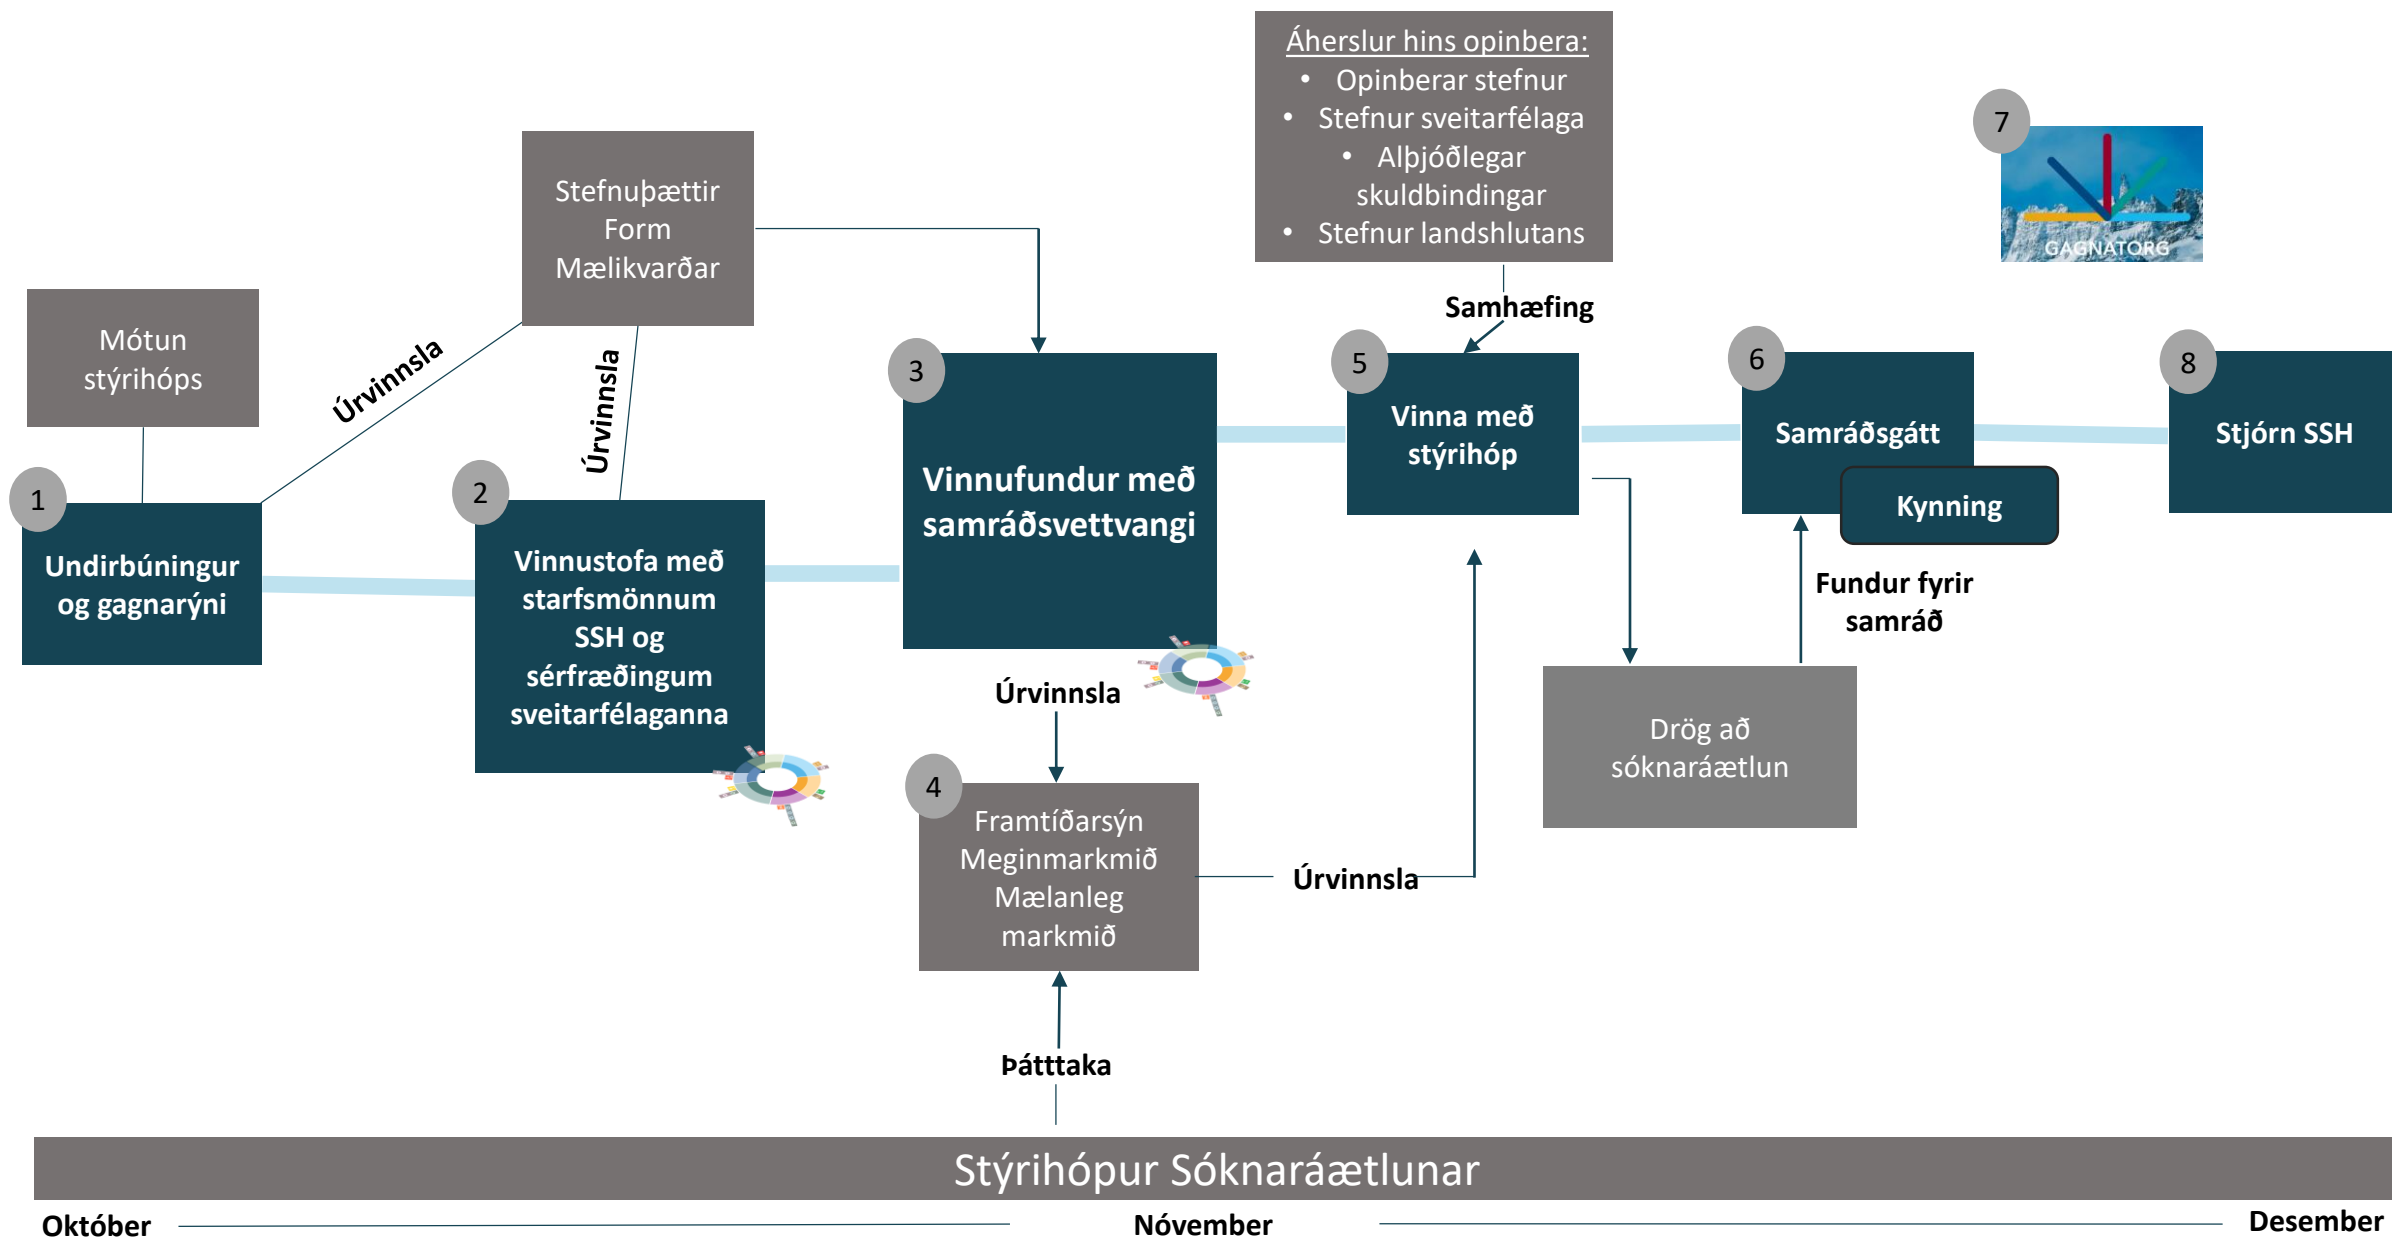 Áherslur hins opinbera:
• Opinberar stefnur
• Stefnur sveitarfélaga
• Alþjóðlegar
skuldbindingar
• Stefnur landshlutans
7
GAGNATORG
Stefnuþættir
Form
Mælikvarðar
Mótun
stýrihóps
Úrvinnsla
Úrvinnsla
Samhæfing
1
Undirbúningur
og gagnarýni
2
Vinnustofa með
starfsmönnum
SSH og
sérfræðingum
sveitarfélaganna
3
Vinnufundur með
samráðsvettvangi
5
Vinna með
stýrihóp
6
Samráðsgátt
Kynning
8
Stjórn SSH
Fundur fyrir
samráð
Úrvinnsla
Drög að
sóknaráætlun
4
Framtíðarsýn
Meginmarkmið
Mælanleg
markmið
Úrvinnsla
Þátttaka
Stýrihópur Sóknaráætlunar
Október
Nóvember
Desember